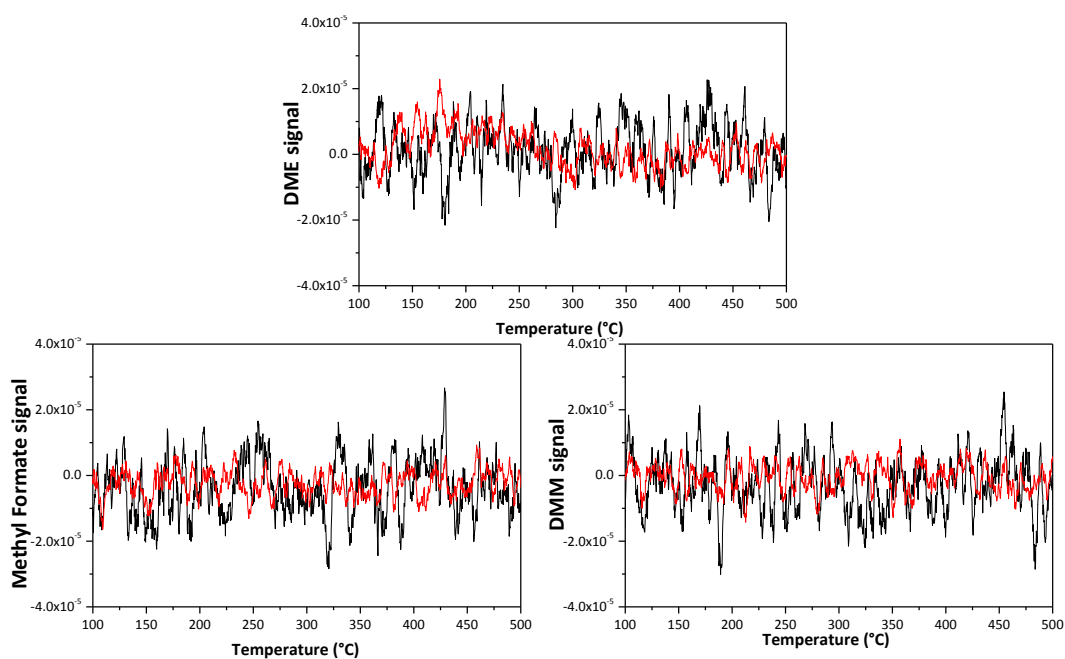 4.0x10⁻⁵
2.0x10⁻⁵
0.0
-2.0x10⁻⁵
-4.0x10⁻⁵
DME signal
100 150 200 250 300 350 400 450 500
Temperature (°C)
4.0x10⁻⁵
2.0x10⁻⁵
0.0
-2.0x10⁻⁵
-4.0x10⁻⁵
Methyl Formate signal
100 150 200 250 300 350 400 450 500
Temperature (°C)
4.0x10⁻⁵
2.0x10⁻⁵
0.0
-2.0x10⁻⁵
-4.0x10⁻⁵
DMM signal
100 150 200 250 300 350 400 450 500
Temperature (°C)